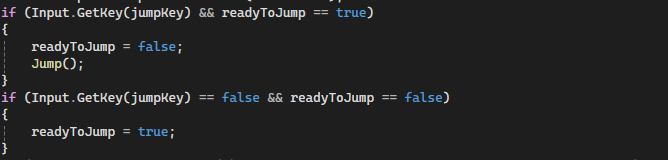 if (Input.GetKey(jumpKey) && readyToJump == true)
{
readyToJump = false;
Jump();
}
if (Input.GetKey(jumpKey) == false && readyToJump == false)
{
readyToJump = true;
}